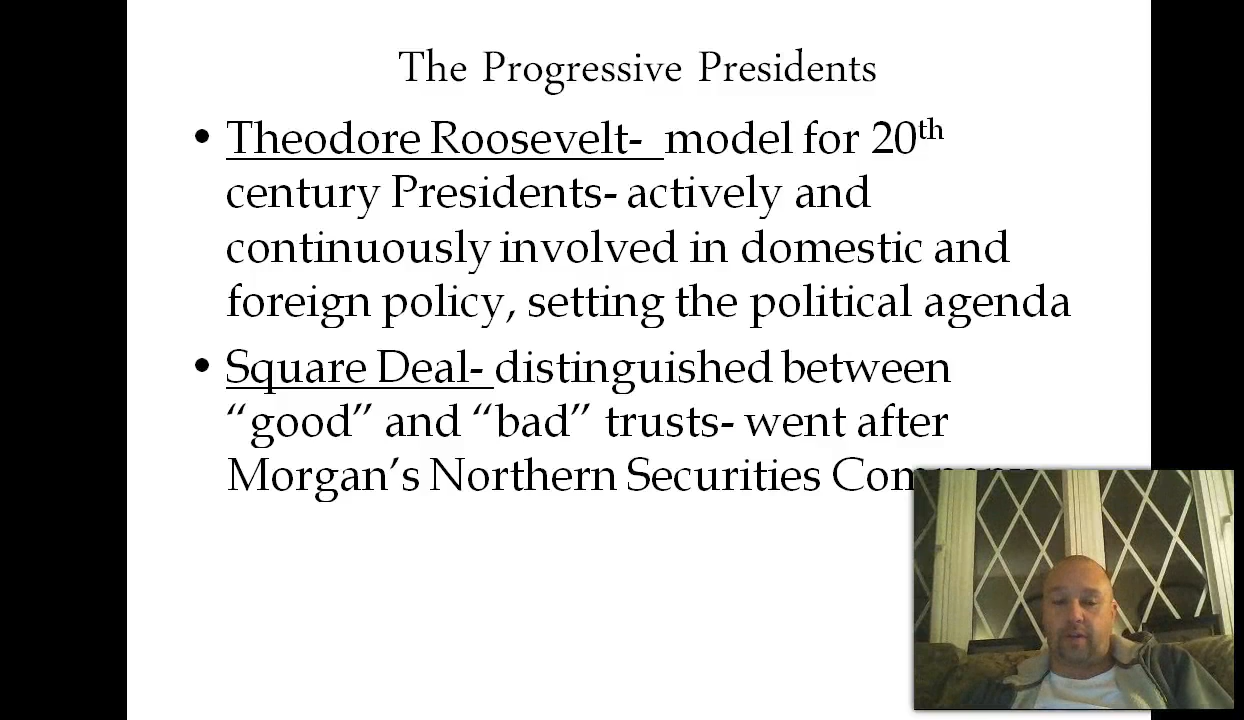 The Progressive Presidents
• Theodore Roosevelt- model for 20th
century Presidents- actively and
continuously involved in domestic and
foreign policy, setting the political agenda
• Square Deal- distinguished between
“good” and “bad” trusts- went after
Morgan’s Northern Securities